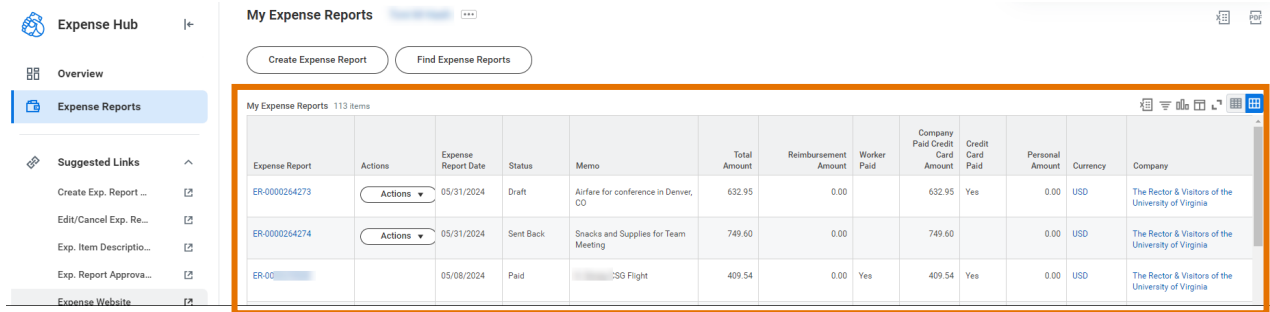 Expense Hub
Overview
Expense Reports
Suggested Links
Create Exp. Report ...
Edit/Cancel Exp. Re...
Exp. Item Descriptio...
Exp. Report Approva...
Expense Website
My Expense Reports
PDF
Create Expense Report
Find Expense Reports
My Expense Reports 113 items
Expense Report
Actions
Expense
Report Date
Status
Memo
Total
Amount
Reimbursement
Amount
Worker
Paid
Company
Paid Credit
Card
Amount
Credit
Card
Paid
Personal
Amount
Currency
Company
ER-0000264273
Actions
05/31/2024
Draft
Airfare for conference in Denver,
CO
632.95
0.00
632.95
Yes
0.00
USD
The Rector & Visitors of the
University of Virginia
ER-0000264274
Actions
05/31/2024
Sent Back
Snacks and Supplies for Team
Meeting
749.60
0.00
749.60
0.00
USD
The Rector & Visitors of the
University of Virginia
ER-00
05/08/2024
Paid
CSG Flight
409.54
0.00
Yes
409.54
Yes
0.00
USD
The Rector & Visitors of the
University of Virginia